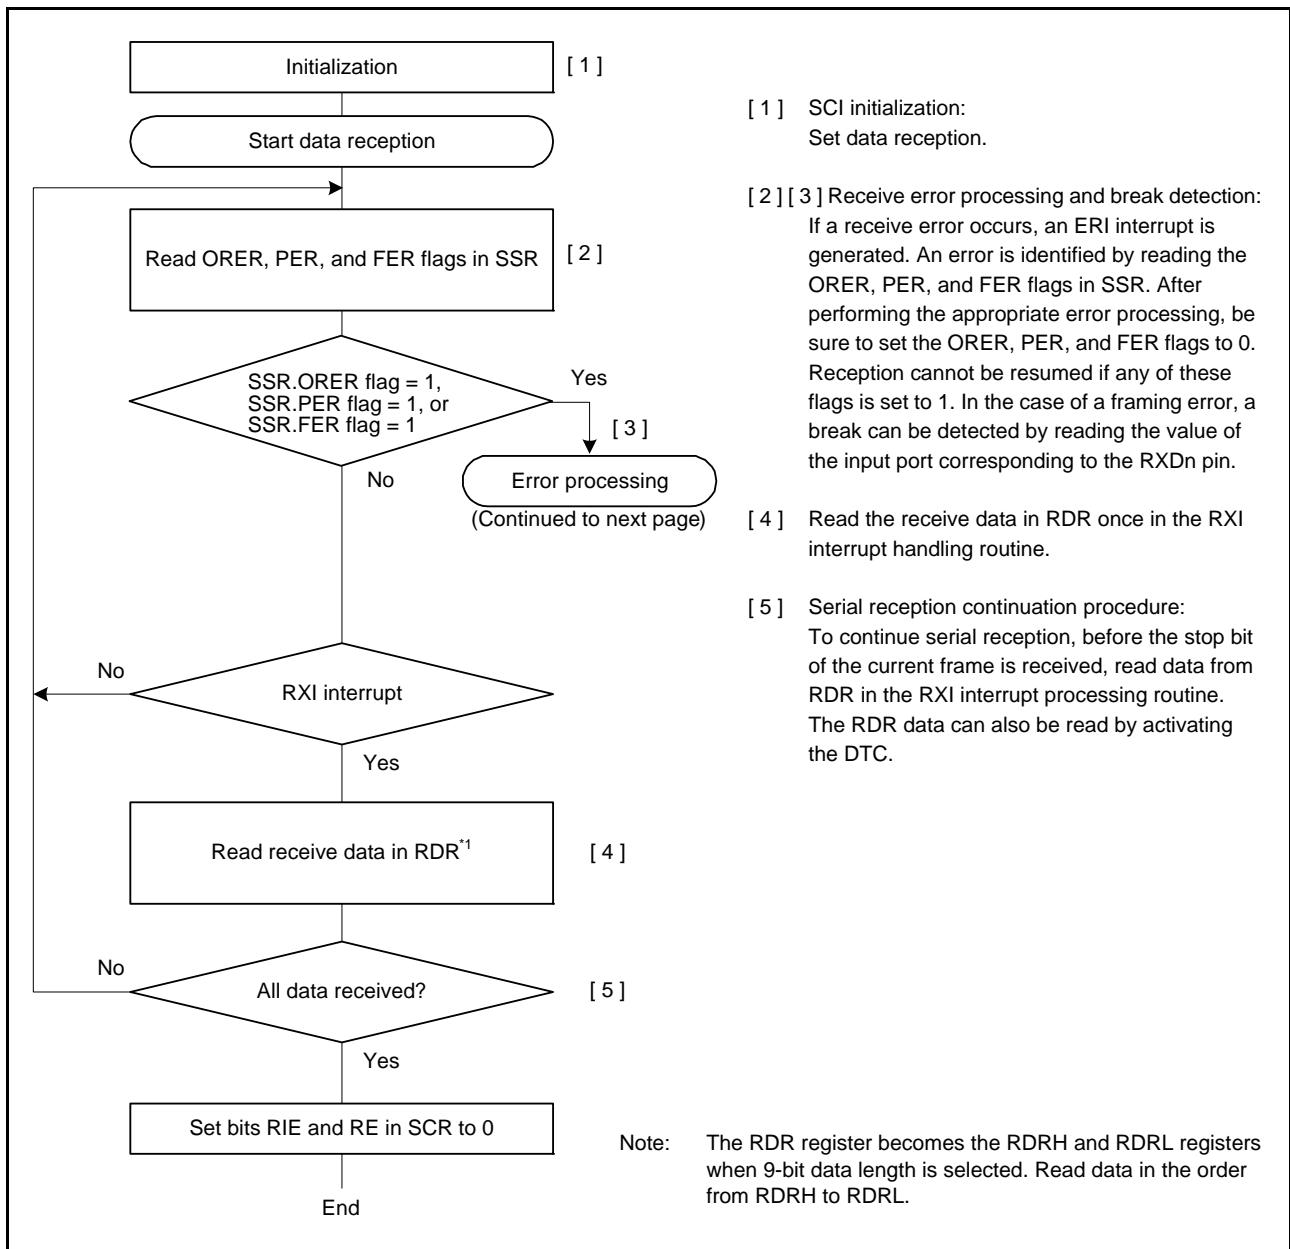 Initialization
[ 1 ]
Start data reception
Read ORER, PER, and FER flags in SSR
[ 2 ]
SSR.ORER flag = 1,
SSR.PER flag = 1, or
SSR.FER flag = 1
Yes
[ 3 ]
No
Error processing
(Continued to next page)
No
RXI interrupt
Yes
Read receive data in RDR*1
[ 4 ]
No
All data received?
[ 5 ]
Yes
Set bits RIE and RE in SCR to 0
End
[ 1 ] SCI initialization:
Set data reception.
[ 2 ] [ 3 ] Receive error processing and break detection:
If a receive error occurs, an ERI interrupt is
generated. An error is identified by reading the
ORER, PER, and FER flags in SSR. After
performing the appropriate error processing, be
sure to set the ORER, PER, and FER flags to 0.
Reception cannot be resumed if any of these
flags is set to 1. In the case of a framing error, a
break can be detected by reading the value of
the input port corresponding to the RXDn pin.
[ 4 ] Read the receive data in RDR once in the RXI
interrupt handling routine.
[ 5 ] Serial reception continuation procedure:
To continue serial reception, before the stop bit
of the current frame is received, read data from
RDR in the RXI interrupt processing routine.
The RDR data can also be read by activating
the DTC.
Note: The RDR register becomes the RDRH and RDRL registers
when 9-bit data length is selected. Read data in the order
from RDRH to RDRL.